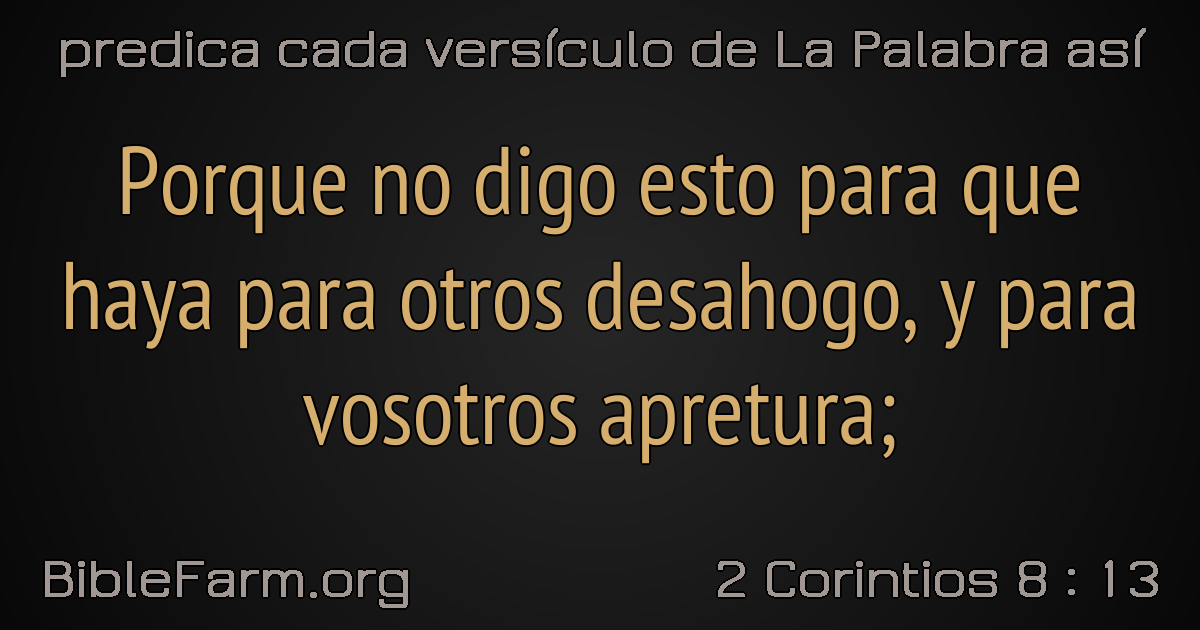 predica cada versículo de La Palabra así
Porque no digo esto para que
haya para otros desahogo, y para
vosotros apretura;
BibleFarm.org
2 Corintios 8 : 13